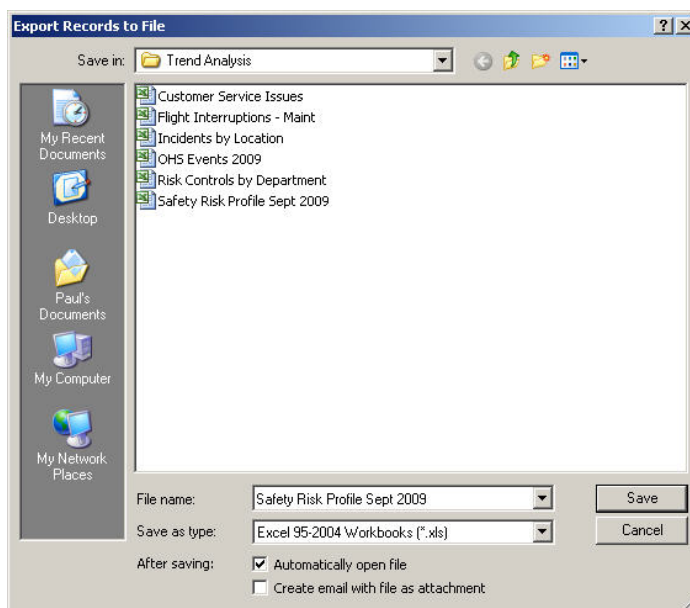 Export Records to File
Save in: Trend Analysis
My Recent
Documents
Desktop
Paul's
Documents
My Computer
My Network
Places
Customer Service Issues
Flight Interruptions - Maint
Incidents by Location
OHS Events 2009
Risk Controls by Department
Safety Risk Profile Sept 2009
File name: Safety Risk Profile Sept 2009 Save
Save as type: Excel 95-2004 Workbooks (*.xls) Cancel
After saving: Automatically open file
Create email with file as attachment